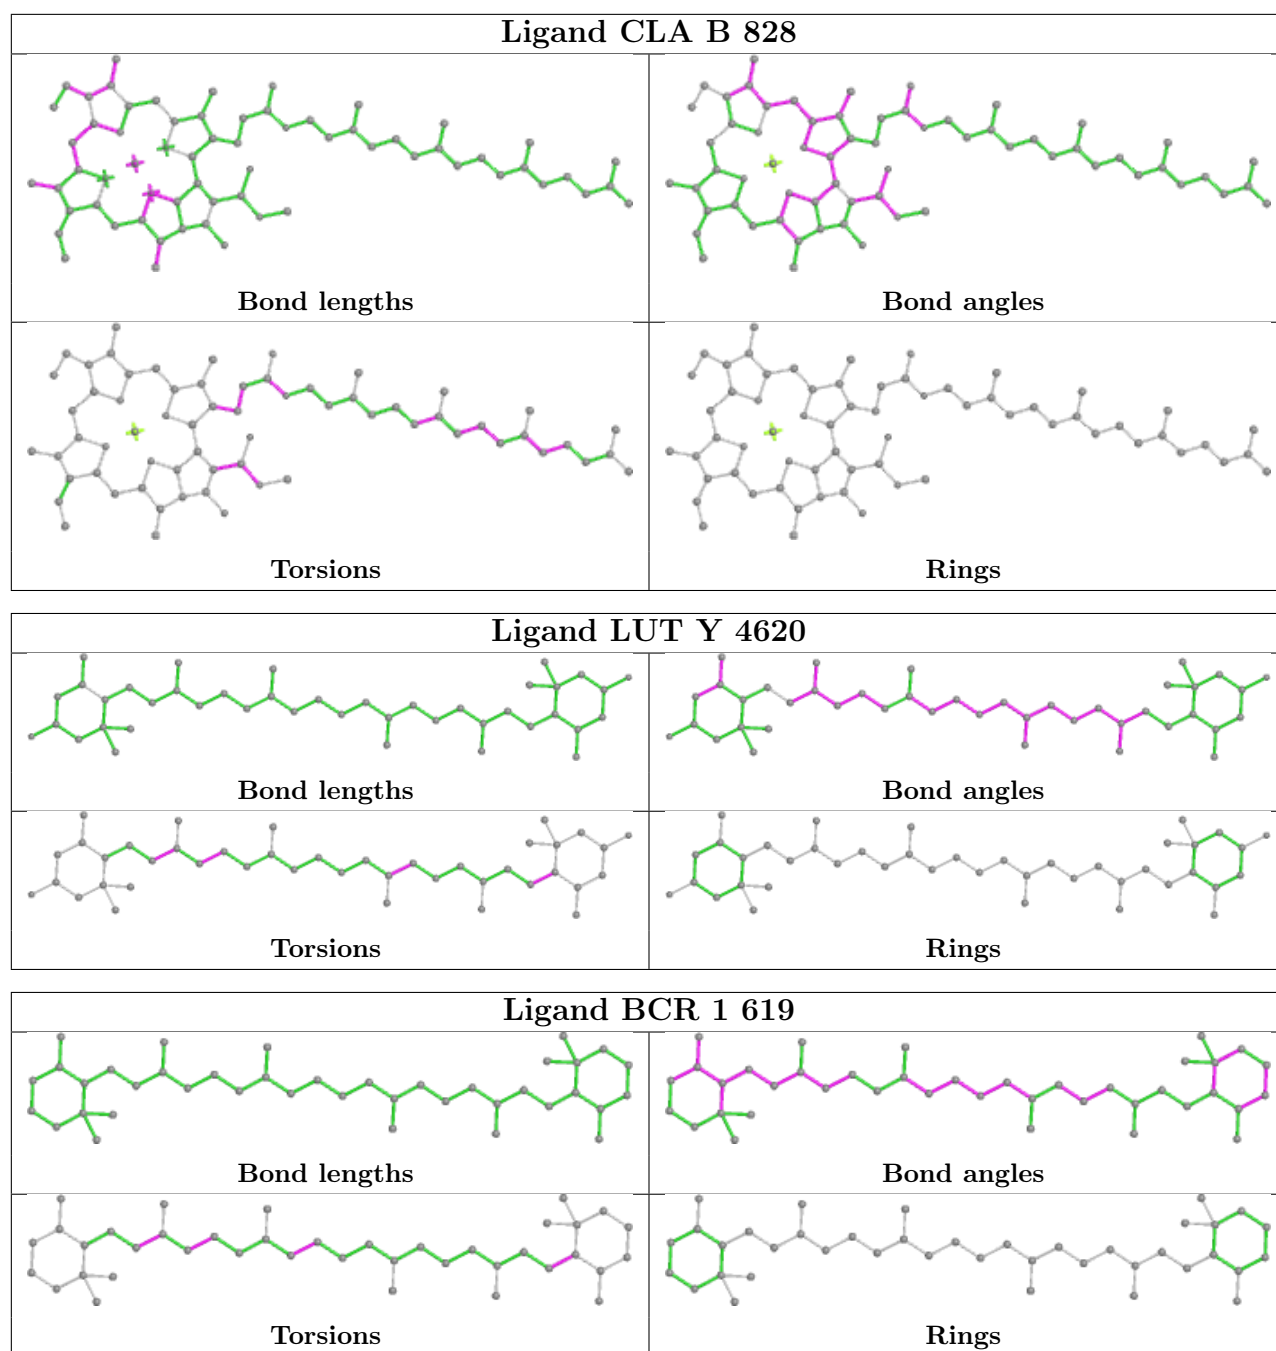 Ligand CLA B 828
Bond lengths
Bond angles
Torsions
Rings
Ligand LUT Y 4620
Bond lengths
Bond angles
Torsions
Rings
Ligand BCR 1 619
Bond lengths
Bond angles
Torsions
Rings